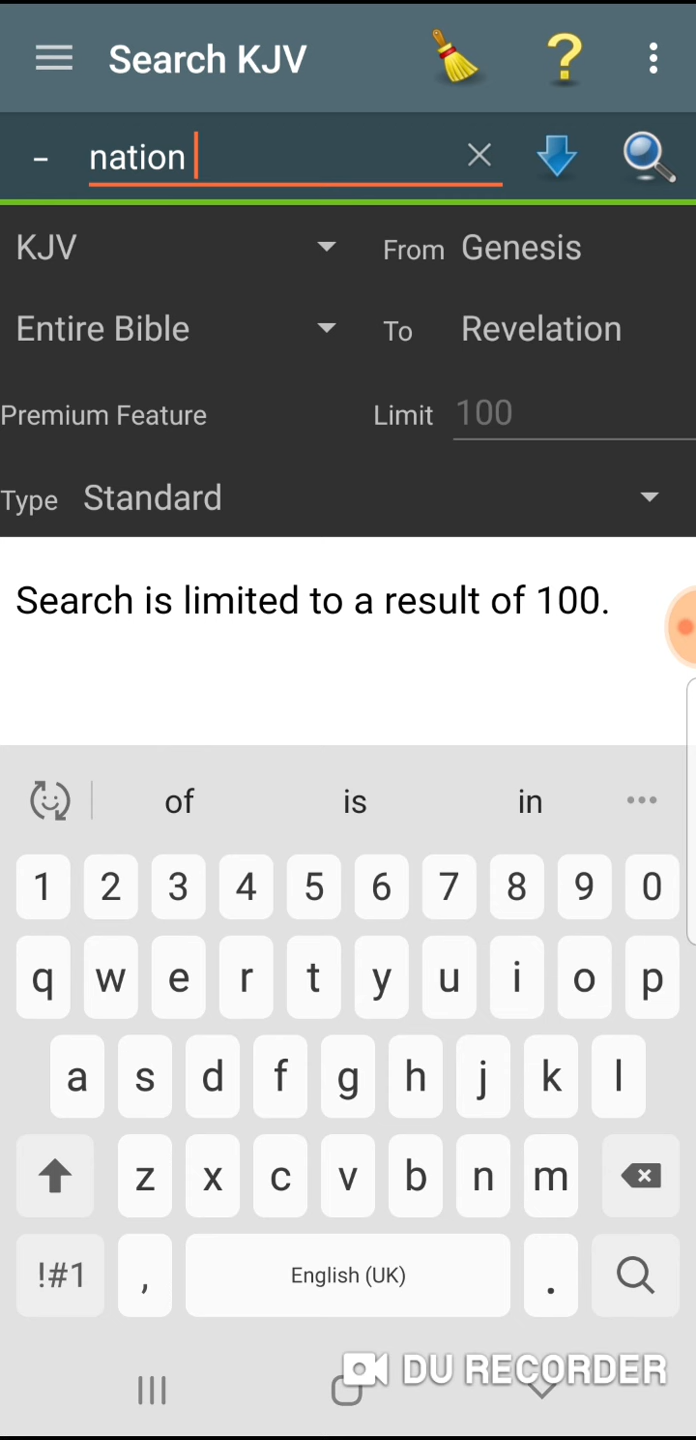 Search KJV
- nation
KJV From Genesis
Entire Bible To Revelation
Premium Feature Limit 100
Type Standard
Search is limited to a result of 100.
of is in
1 2 3 4 5 6 7 8 9 0
q w e r t y u i o p
a s d f g h j k l
z x c v b n m
!#1 , English (UK) .
DU RECORDER